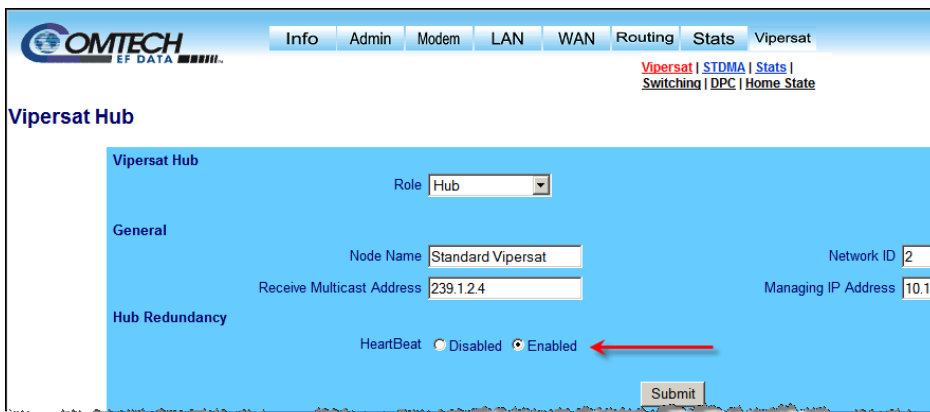 COMTECH
EF DATA
Info Admin Modem LAN WAN Routing Stats Vipersat
Vipersat | STDMA | Stats |
Switching | DPC | Home State
Vipersat Hub
Vipersat Hub
Role Hub
General
Node Name Standard Vipersat Network ID 2
Receive Multicast Address 239.1.2.4 Managing IP Address 10.1
Hub Redundancy
HeartBeat Disabled Enabled
Submit